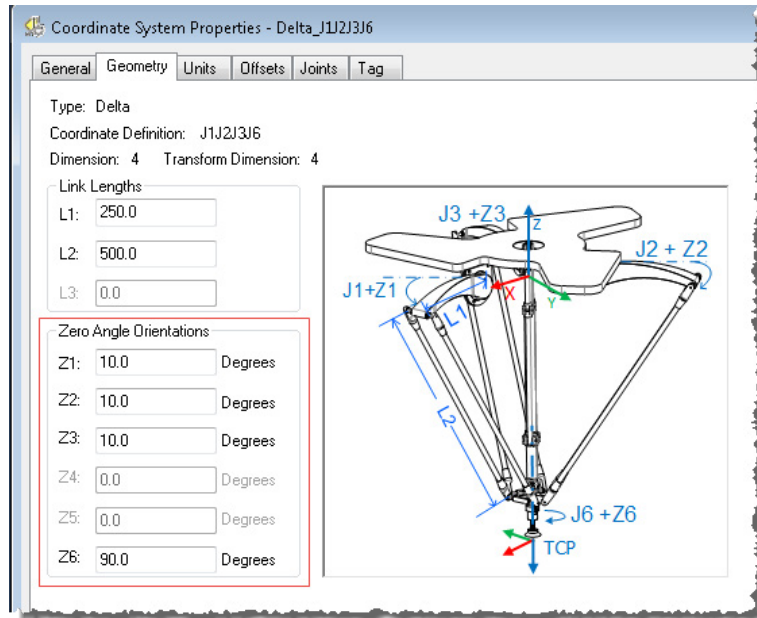 Coordinate System Properties - Delta_J1J2J3J6
General Geometry Units Offsets Joints Tag
Type: Delta
Coordinate Definition: J1J2J3J6
Dimension: 4 Transform Dimension: 4
Link Lengths
L1: 250.0
L2: 500.0
L3: 0.0
Zero Angle Orientations
Z1: 10.0 Degrees
Z2: 10.0 Degrees
Z3: 10.0 Degrees
Z4: 0.0 Degrees
Z5: 0.0 Degrees
Z6: 90.0 Degrees
J3 +Z3
Z
J2 + Z2
J1+Z1
X
Y
L1
L2
J6 +Z6
TCP